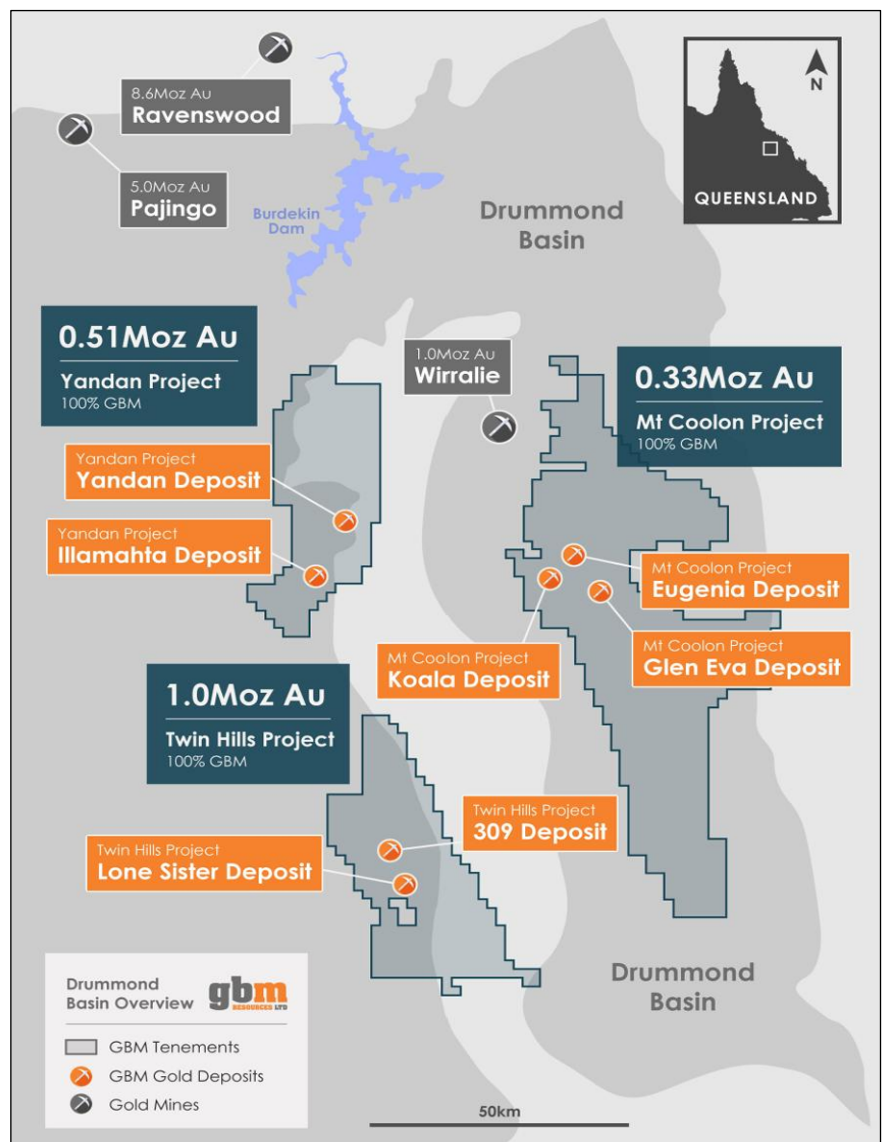 8.6Moz Au
Ravenswood
5.0Moz Au
Pajingo
Burdekin
Dam
Drummond
Basin
N
QUEENSLAND
0.51Moz Au
Yandan Project
100% GBM
1.0Moz Au
Wirralie
0.33Moz Au
Mt Coolon Project
100% GBM
Yandan Project
Yandan Deposit
Yandan Project
Illamahta Deposit
Mt Coolon Project
Eugenia Deposit
Mt Coolon Project
Koala Deposit
Mt Coolon Project
Glen Eva Deposit
1.0Moz Au
Twin Hills Project
100% GBM
Twin Hills Project
309 Deposit
Twin Hills Project
Lone Sister Deposit
Drummond
Basin
Drummond
Basin Overview
gbm
RESOURCES LTD
GBM Tenements
GBM Gold Deposits
Gold Mines
50km